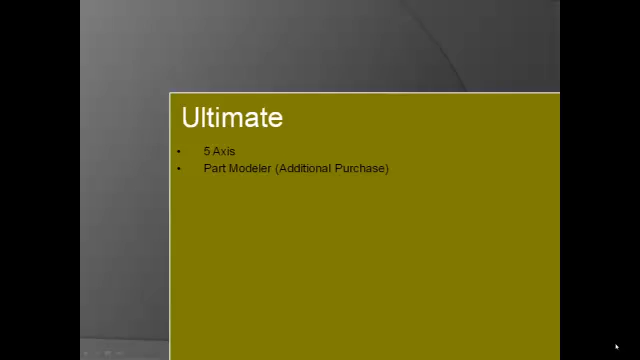 Ultimate
• 5 Axis
• Part Modeler (Additional Purchase)